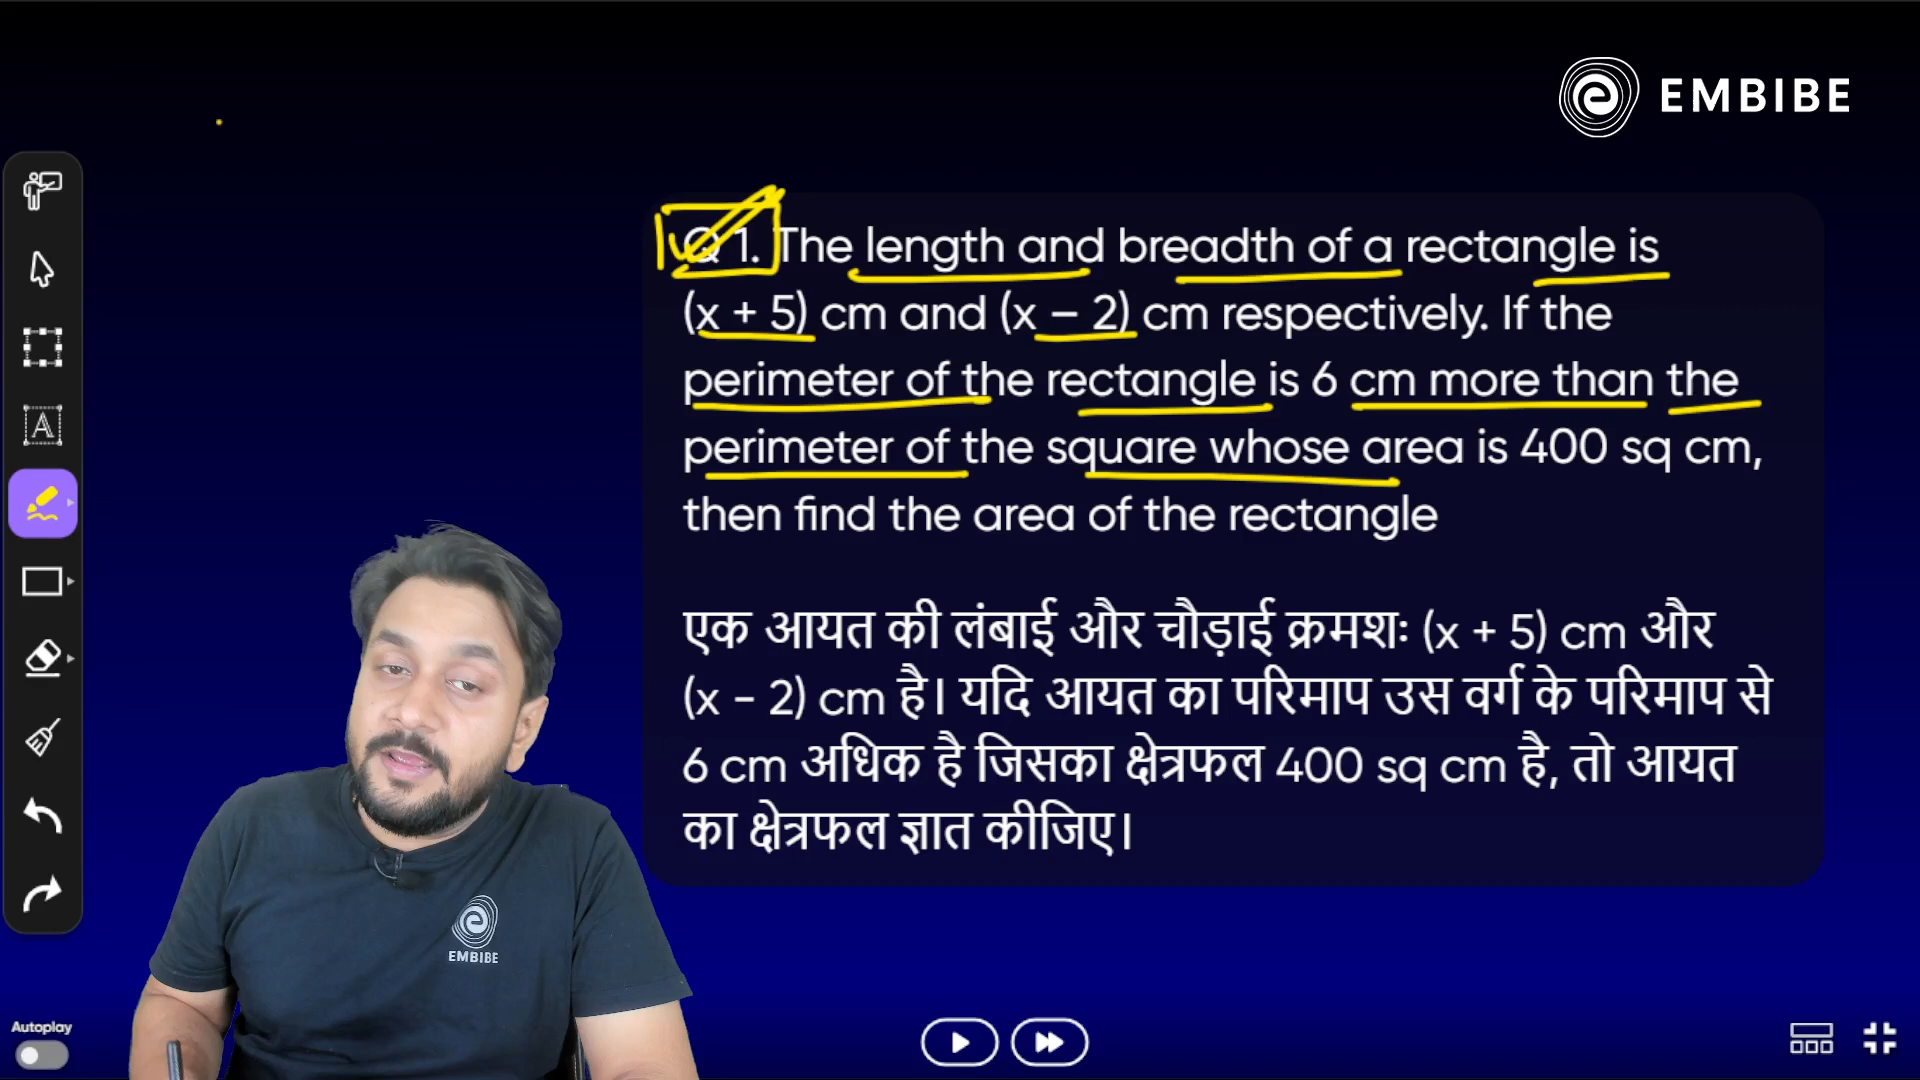 EMBIBE
Q 1. The length and breadth of a rectangle is
(x + 5) cm and (x – 2) cm respectively. If the
perimeter of the rectangle is 6 cm more than the
perimeter of the square whose area is 400 sq cm,
then find the area of the rectangle
एक आयत की लंबाई और चौड़ाई क्रमशः (x + 5) cm और
(x - 2) cm है। यदि आयत का परिमाप उस वर्ग के परिमाप से
6 cm अधिक है जिसका क्षेत्रफल 400 sq cm है, तो आयत
का क्षेत्रफल ज्ञात कीजिए।
EMBIBE
Autoplay